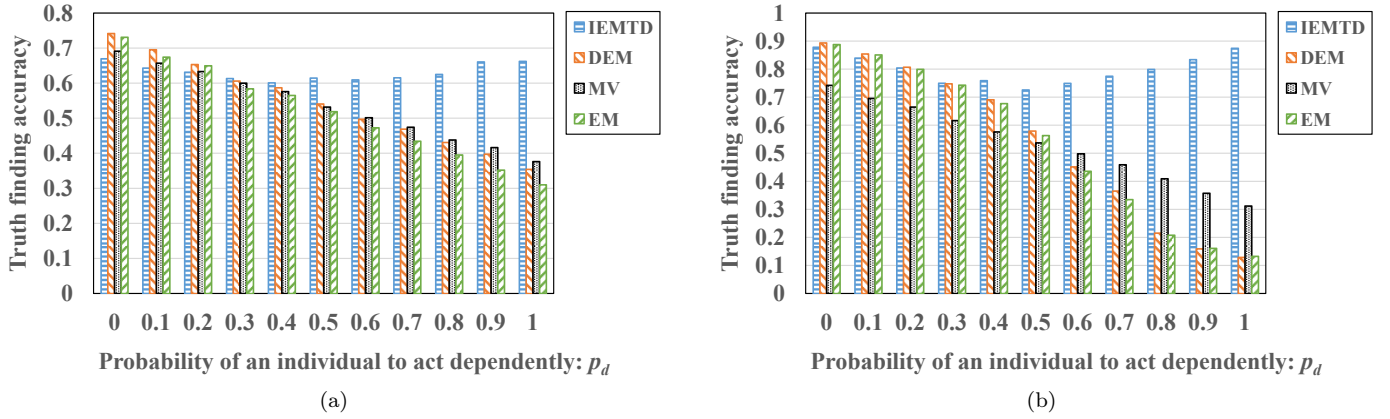 Truth finding accuracy
0.8
0.7
0.6
0.5
0.4
0.3
0.2
0.1
0
0 0.1 0.2 0.3 0.4 0.5 0.6 0.7 0.8 0.9 1
Probability of an individual to act dependently: p_d
IEMTD
DEM
MV
EM
(a)
Truth finding accuracy
1
0.9
0.8
0.7
0.6
0.5
0.4
0.3
0.2
0.1
0
0 0.1 0.2 0.3 0.4 0.5 0.6 0.7 0.8 0.9 1
Probability of an individual to act dependently: p_d
IEMTD
DEM
MV
EM
(b)